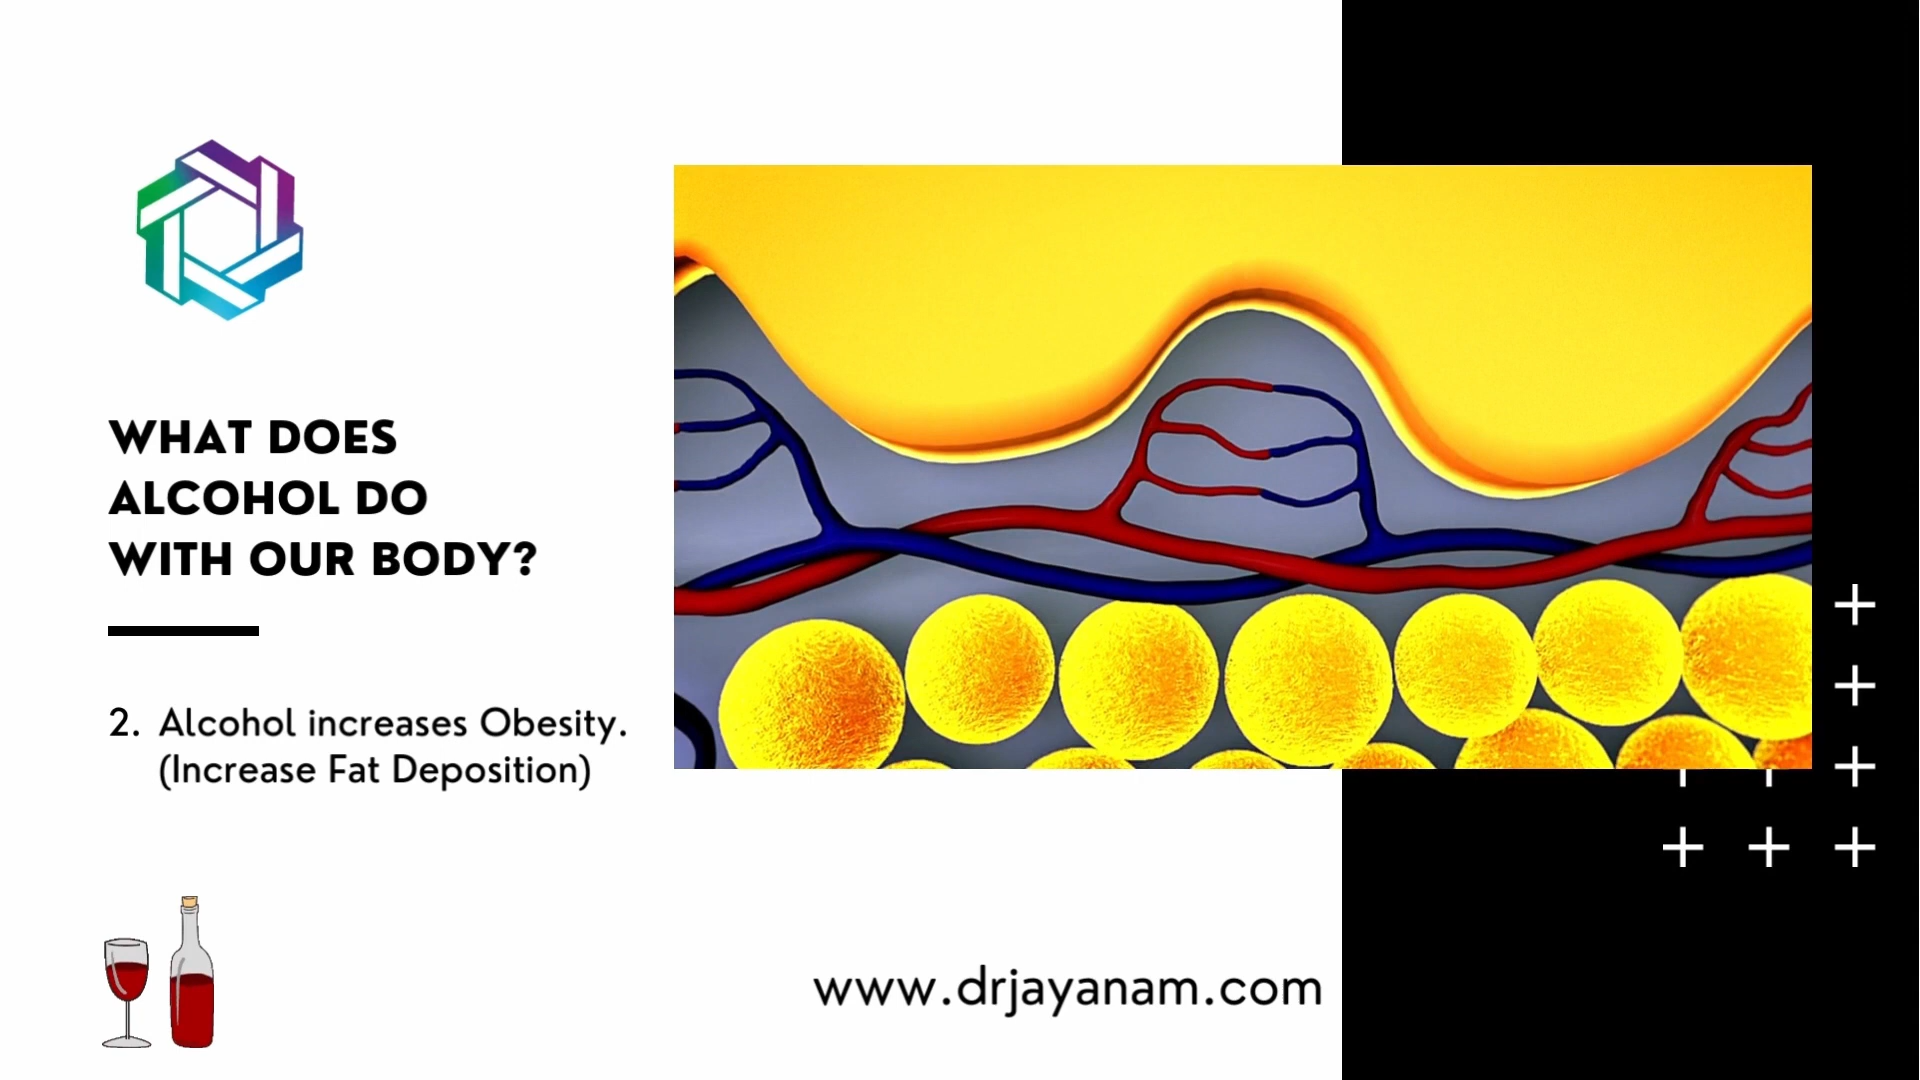 WHAT DOES
ALCOHOL DO
WITH OUR BODY?
2. Alcohol increases Obesity.
(Increase Fat Deposition)
www.drjayanam.com